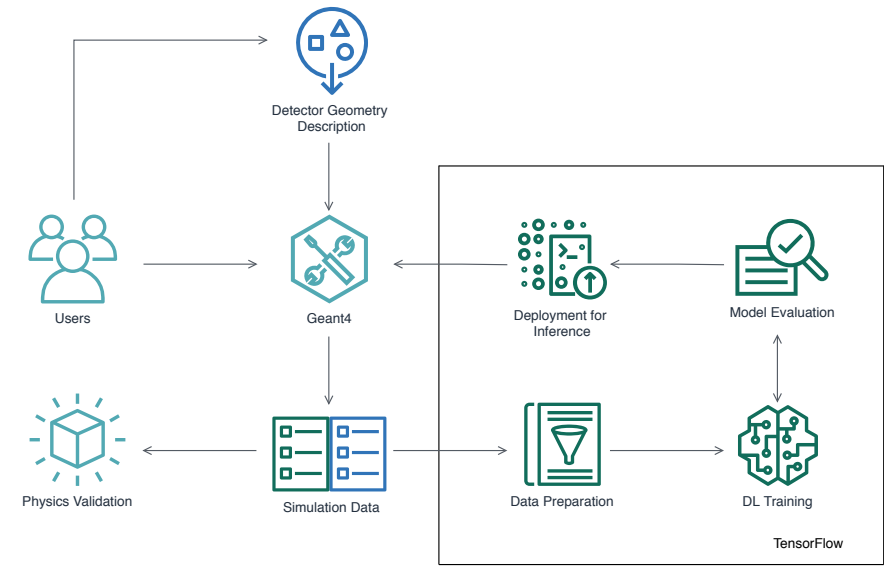 Detector Geometry
Description
Users
Geant4
Deployment for
Inference
Model Evaluation
Physics Validation
Simulation Data
Data Preparation
DL Training
TensorFlow